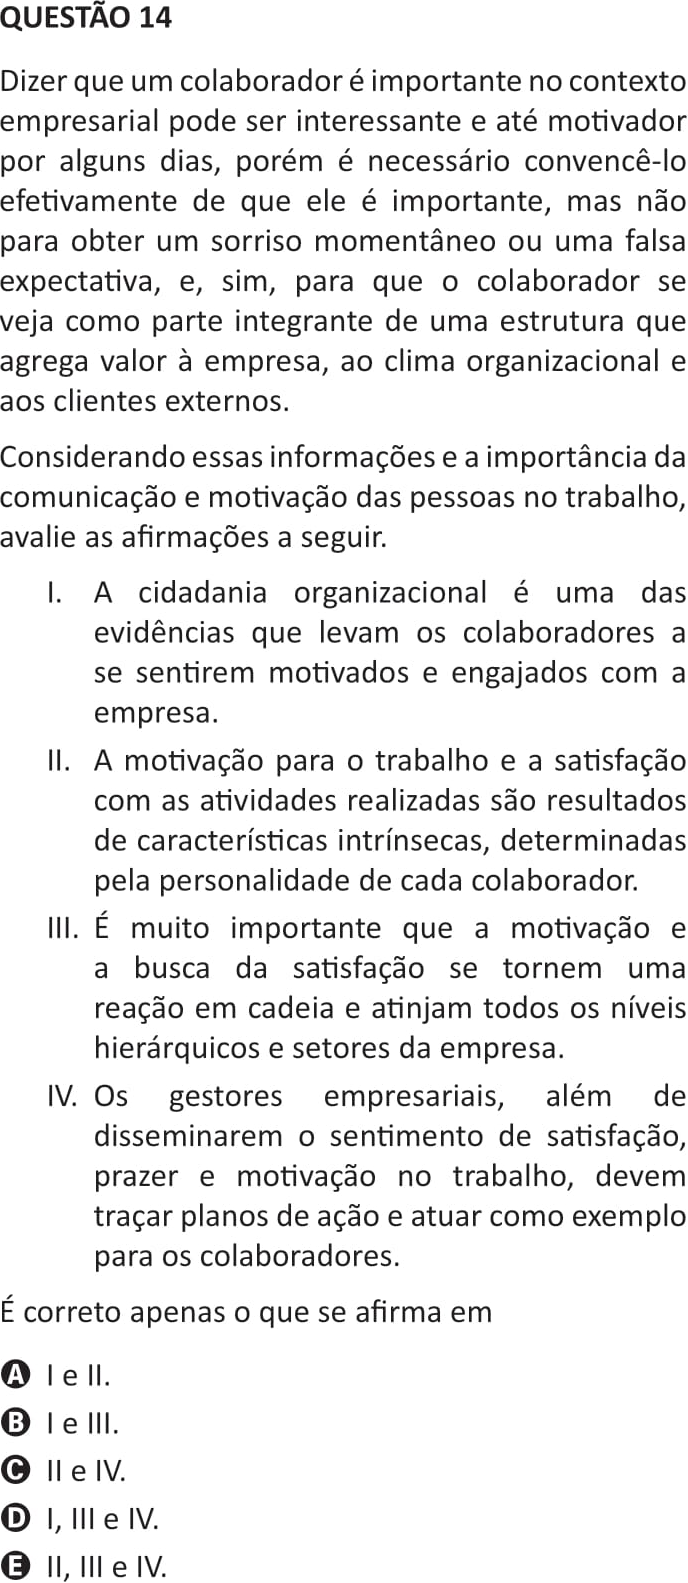 QUESTÃO 14
Dizer que um colaborador é importante no contexto
empresarial pode ser interessante e até motivador
por alguns dias, porém é necessário convencê-lo
efetivamente de que ele é importante, mas não
para obter um sorriso momentâneo ou uma falsa
expectativa, e, sim, para que o colaborador se
veja como parte integrante de uma estrutura que
agrega valor à empresa, ao clima organizacional e
aos clientes externos.
Considerando essas informações e a importância da
comunicação e motivação das pessoas no trabalho,
avalie as afirmações a seguir.
I. A cidadania organizacional é uma das
evidências que levam os colaboradores a
se sentirem motivados e engajados com a
empresa.
II. A motivação para o trabalho e a satisfação
com as atividades realizadas são resultados
de características intrínsecas, determinadas
pela personalidade de cada colaborador.
III. É muito importante que a motivação e
a busca da satisfação se tornem uma
reação em cadeia e atinjam todos os níveis
hierárquicos e setores da empresa.
IV. Os gestores empresariais, além de
disseminarem o sentimento de satisfação,
prazer e motivação no trabalho, devem
traçar planos de ação e atuar como exemplo
para os colaboradores.
É correto apenas o que se afirma em
A I e II.
B I e III.
C II e IV.
D I, III e IV.
E II, III e IV.